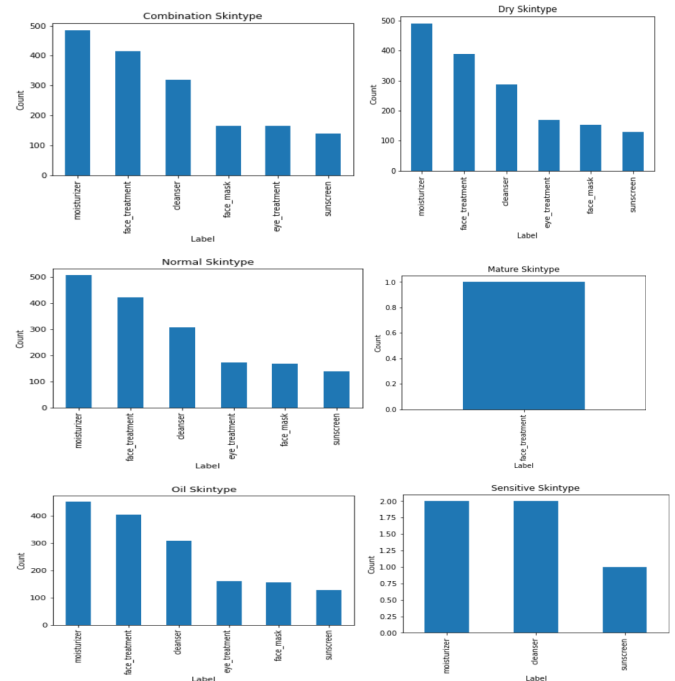 Combination Skintype
500
400
300
200
100
0
Count
moisturizer
face_treatment
cleanser
face_mask
eye_treatment
sunscreen
Label
Dry Skintype
500
400
300
200
100
0
Count
moisturizer
face_treatment
cleanser
eye_treatment
face_mask
sunscreen
Label
Normal Skintype
500
400
300
200
100
0
Count
moisturizer
face_treatment
cleanser
eye_treatment
face_mask
sunscreen
Label
Mature Skintype
1.0
0.8
0.6
0.4
0.2
0.0
Count
face_treatment
Label
Oil Skintype
400
300
200
100
0
Count
moisturizer
face_treatment
cleanser
eye_treatment
face_mask
sunscreen
Label
Sensitive Skintype
2.00
1.75
1.50
1.25
1.00
0.75
0.50
0.25
0.00
Count
moisturizer
cleanser
sunscreen
Label